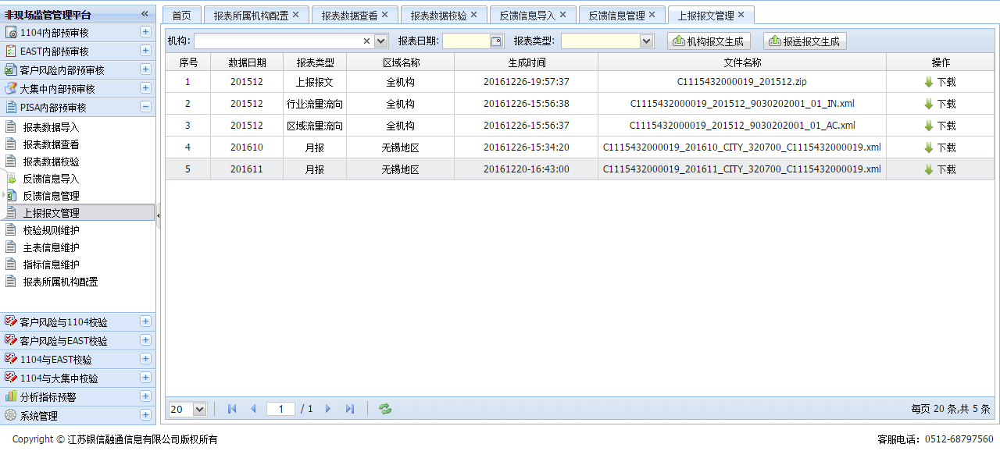 非现场监管管理平台
1104内部预审核
EAST内部预审核
客户风险内部预审核
大集中内部预审核
PISA内部预审核
报表数据导入
报表数据查看
报表数据校验
反馈信息导入
反馈信息管理
上报报文管理
校验规则维护
主表信息维护
指标信息维护
报表所属机构配置
客户风险与1104校验
客户风险与EAST校验
1104与EAST校验
1104与大集中校验
分析指标预警
系统管理
首页 报表所属机构配置 报表数据查看 报表数据校验 反馈信息导入 反馈信息管理 上报报文管理
机构: 报表日期: 报表类型: 机构报文生成 报送报文生成
序号 数据日期 报表类型 区域名称 生成时间 文件名称 操作
1 201512 上报报文 全机构 20161226-19:57:37 C1115432000019_201512.zip 下载
2 201512 行业流量流向 全机构 20161226-15:56:38 C1115432000019_201512_9030202001_01_IN.xml 下载
3 201512 区域流量流向 全机构 20161226-15:56:37 C1115432000019_201512_9030202001_01_AC.xml 下载
4 201610 月报 无锡地区 20161226-15:34:20 C1115432000019_201610_CITY_320700_C1115432000019.xml 下载
5 201611 月报 无锡地区 20161220-16:43:00 C1115432000019_201611_CITY_320700_C1115432000019.xml 下载
20 1 / 1 每页 20 条,共 5 条
Copyright © 江苏银信融通信息有限公司版权所有 客服电话：0512-68797560